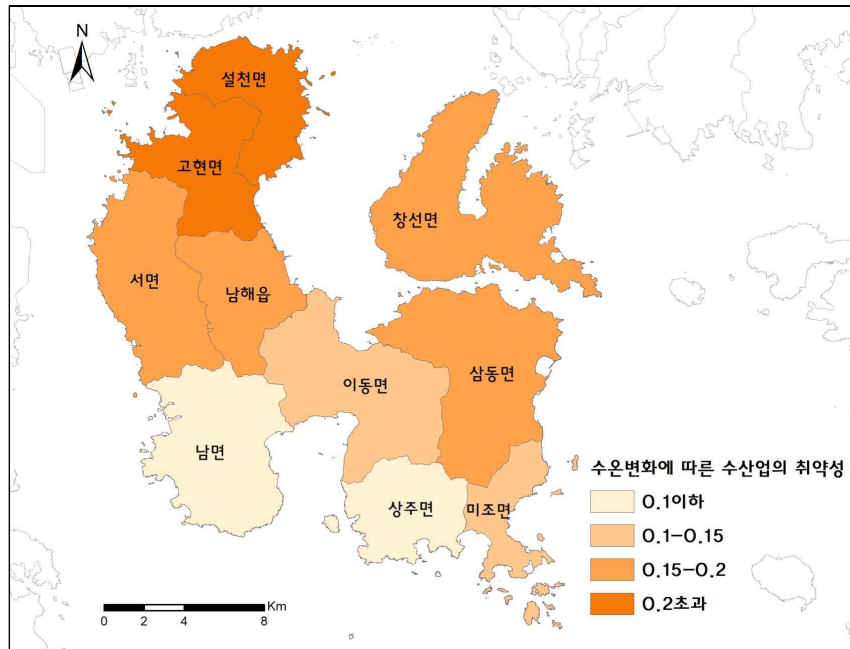 N
설천면
고현면
창선면
서면
남해읍
삼동면
이동면
남면
상주면
미조면
수온변화에 따른 수산업의 취약성
0.1이하
0.1-0.15
0.15-0.2
0.2초과
Km
0 2 4 8